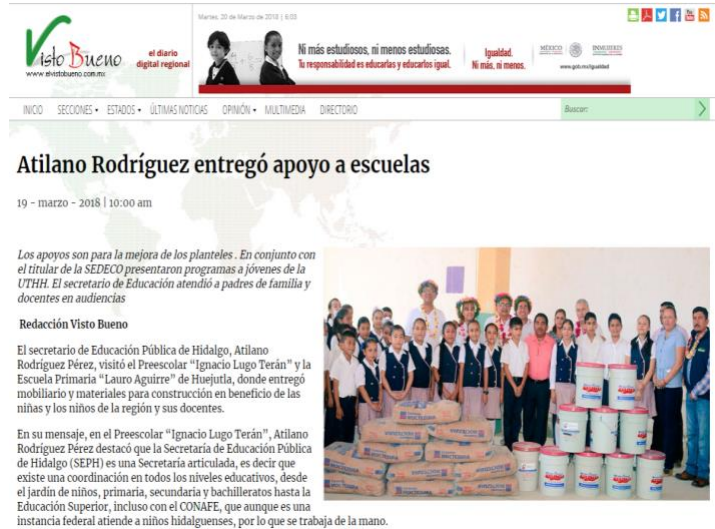 Martes, 20 de Marzo de 2018 | 6:03
Visto Bueno
el diario
digital regional
www.elvistobueno.com.mx
Ni más estudiosos, ni menos estudiosas.
Tu responsabilidad es educarlas y educarlos igual.
Igualdad.
Ni más, ni menos.
MÉXICO
INMUJERES
www.gob.mx/igualdad
INICIO SECCIONES ESTADOS ÚLTIMAS NOTICIAS OPINIÓN MULTIMEDIA DIRECTORIO
Buscar:
Atilano Rodríguez entregó apoyo a escuelas
19 - marzo - 2018 | 10:00 am
Los apoyos son para la mejora de los planteles . En conjunto con
el titular de la SEDECO presentaron programas a jóvenes de la
UTHH. El secretario de Educación atendió a padres de familia y
docentes en audiencias
Redacción Visto Bueno
El secretario de Educación Pública de Hidalgo, Atilano
Rodríguez Pérez, visitó el Preescolar “Ignacio Lugo Terán” y la
Escuela Primaria “Lauro Aguirre” de Huejutla, donde entregó
mobiliario y materiales para construcción en beneficio de las
niñas y los niños de la región y sus docentes.
En su mensaje, en el Preescolar “Ignacio Lugo Terán”, Atilano
Rodríguez Pérez destacó que la Secretaría de Educación Pública
de Hidalgo (SEPH) es una Secretaría articulada, es decir que
existe una coordinación en todos los niveles educativos, desde
el jardín de niños, primaria, secundaria y bachilleratos hasta la
Educación Superior, incluso con el CONAFE, que aunque es una
instancia federal atiende a niños hidalguenses, por lo que se trabaja de la mano.